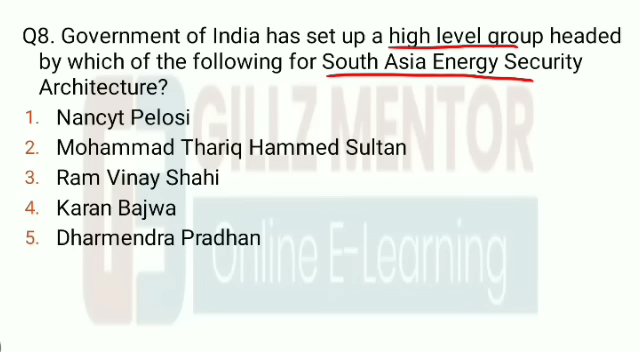 Q8. Government of India has set up a high level group headed
by which of the following for South Asia Energy Security
Architecture?
1. Nancyt Pelosi
2. Mohammad Thariq Hammed Sultan
3. Ram Vinay Shahi
4. Karan Bajwa
5. Dharmendra Pradhan
GILLZ MENTOR
Online E-Learning